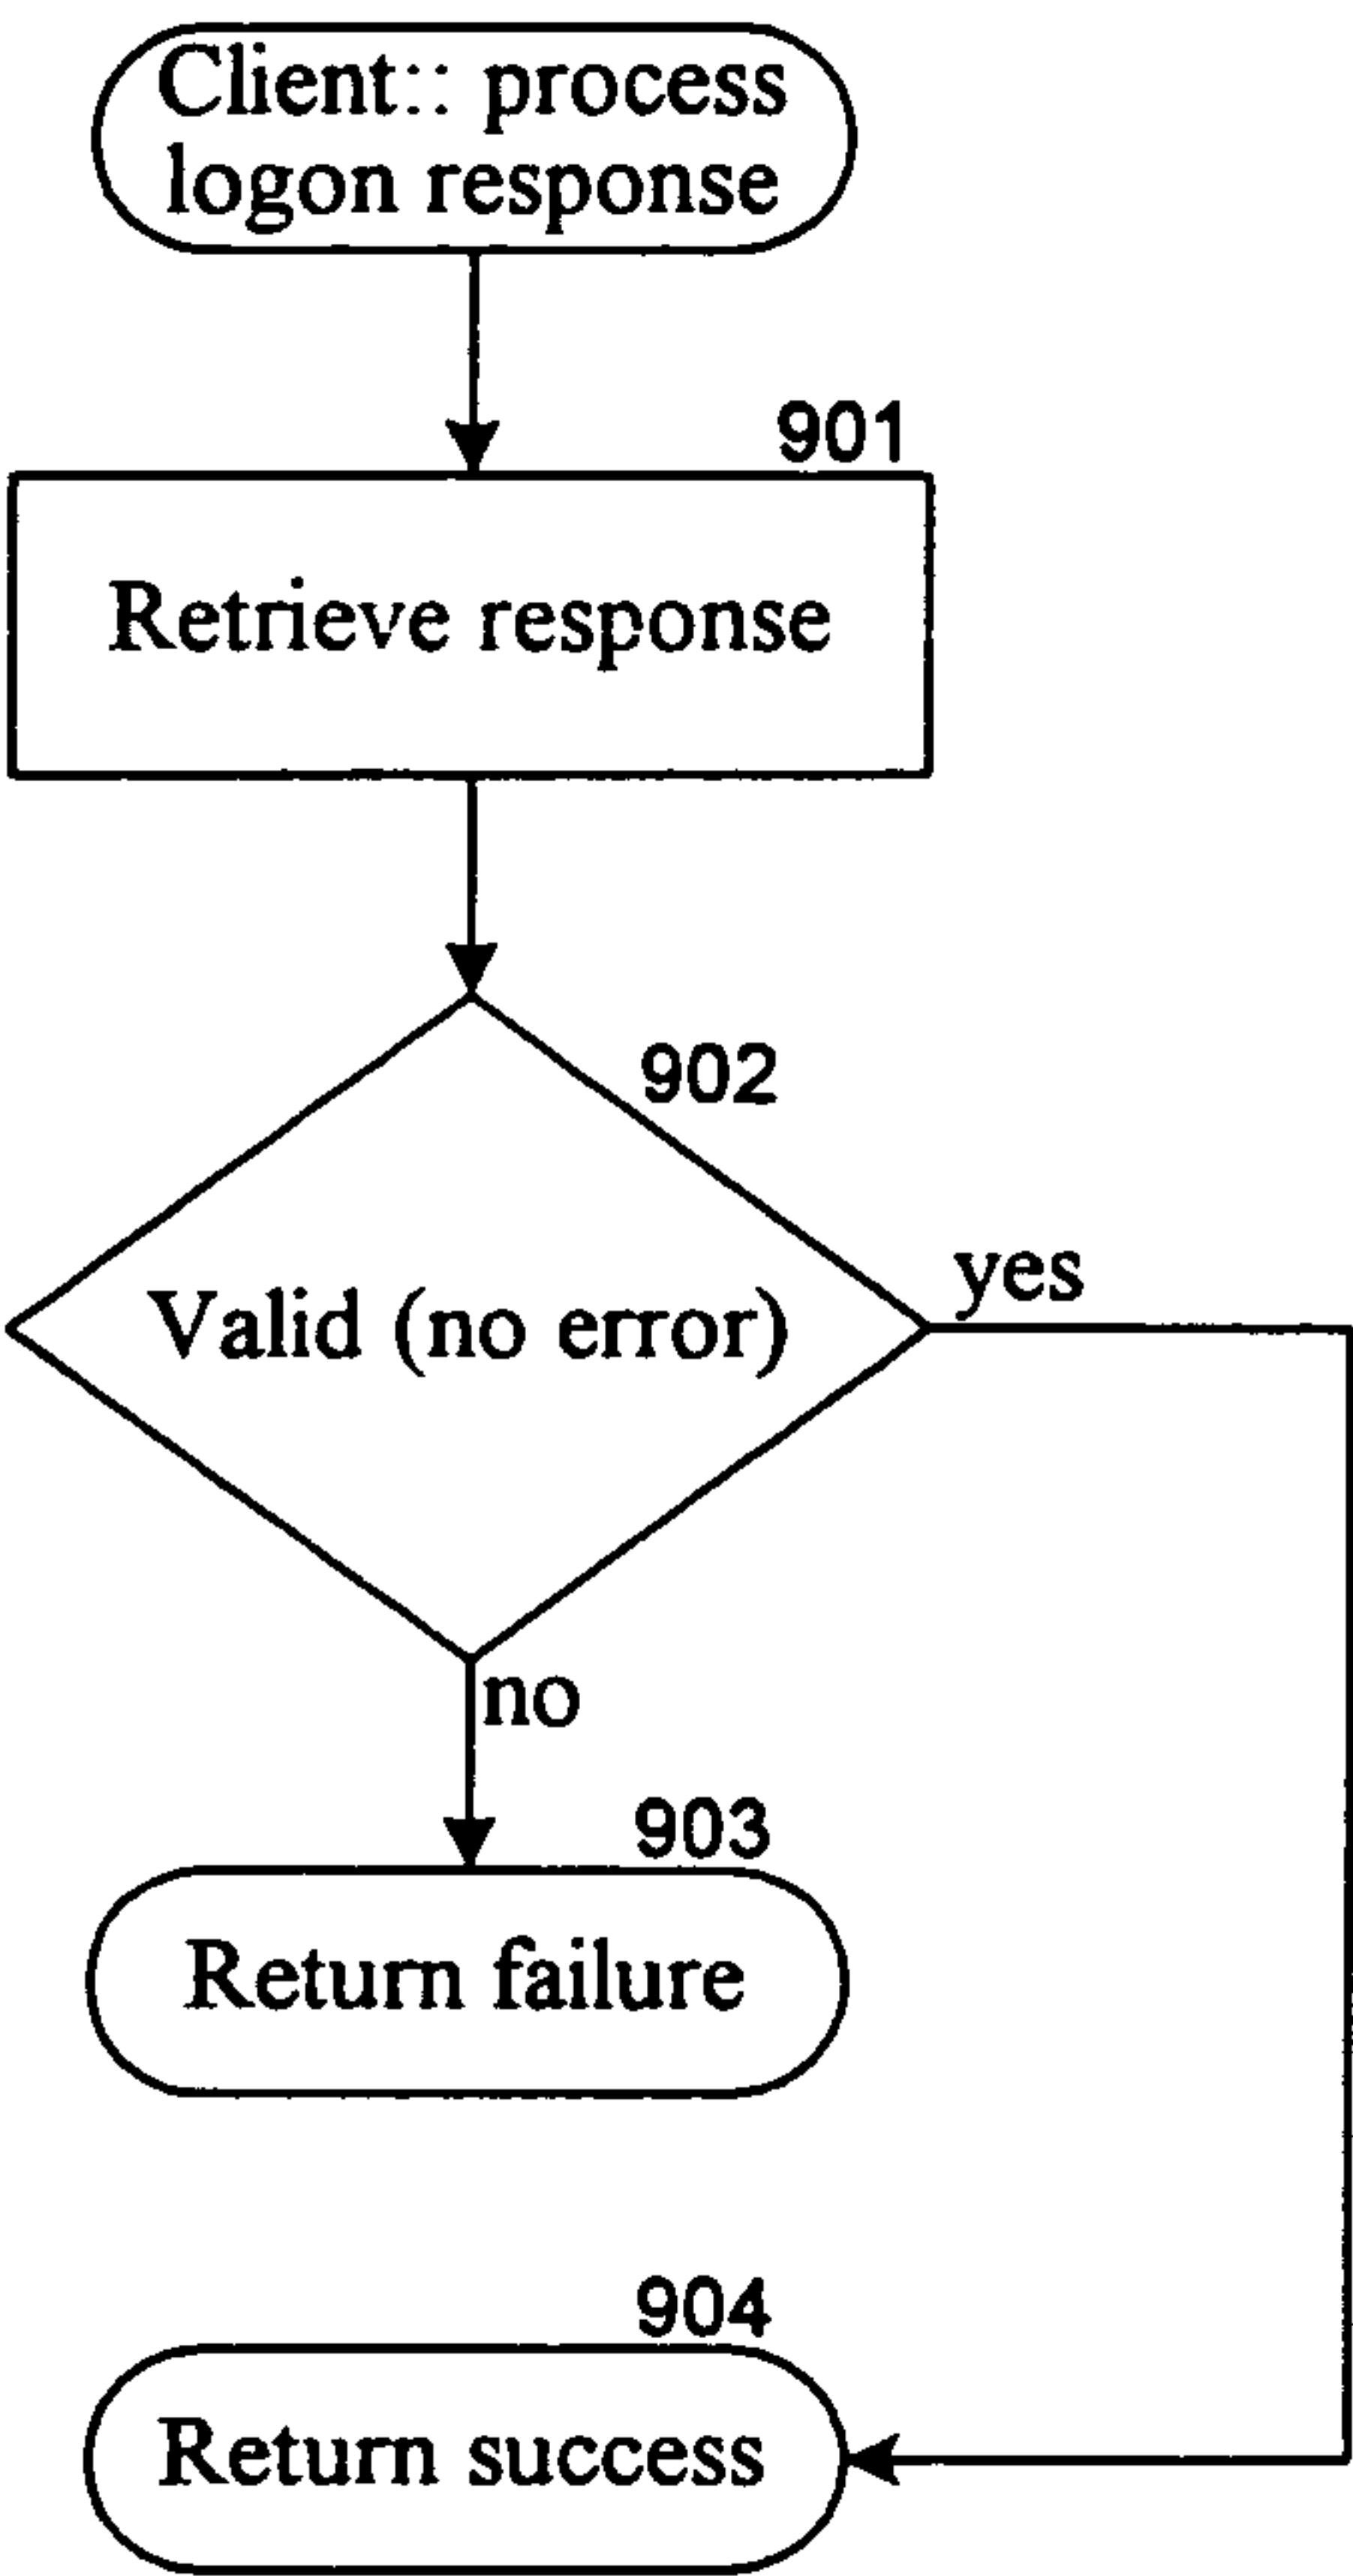 Client:: process
logon response
901
Retrieve response
902
Valid (no error)
yes
no
903
Return failure
904
Return success